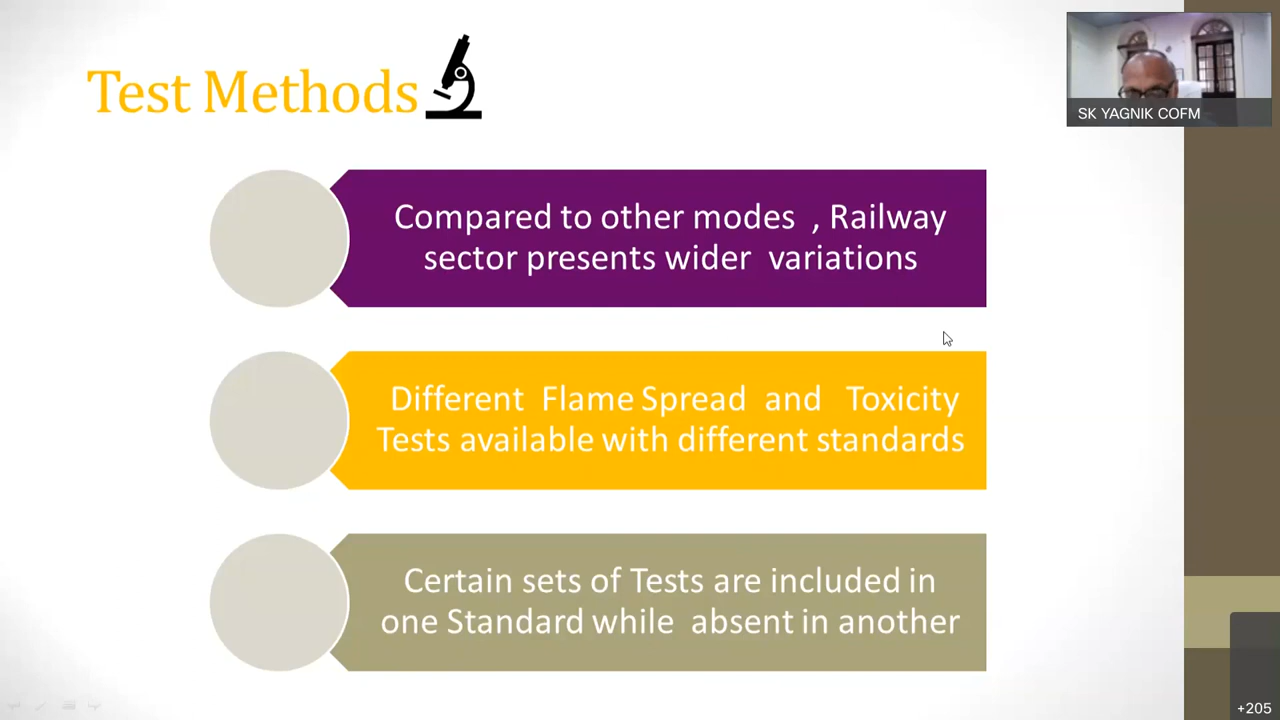 Test Methods
SK YAGNIK COFM
Compared to other modes , Railway
sector presents wider variations
Different Flame Spread and Toxicity
Tests available with different standards
Certain sets of Tests are included in
one Standard while absent in another
+205